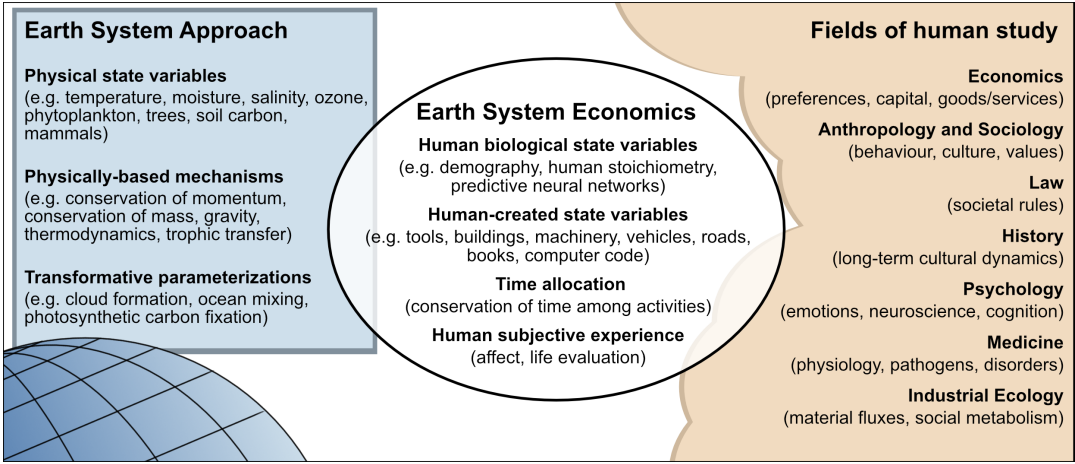 Earth System Approach
Physical state variables
(e.g. temperature, moisture, salinity, ozone,
phytoplankton, trees, soil carbon,
mammals)
Physically-based mechanisms
(e.g. conservation of momentum,
conservation of mass, gravity,
thermodynamics, trophic transfer)
Transformative parameterizations
(e.g. cloud formation, ocean mixing,
photosynthetic carbon fixation)
Earth System Economics
Human biological state variables
(e.g. demography, human stoichiometry,
predictive neural networks)
Human-created state variables
(e.g. tools, buildings, machinery, vehicles, roads,
books, computer code)
Time allocation
(conservation of time among activities)
Human subjective experience
(affect, life evaluation)
Fields of human study
Economics
(preferences, capital, goods/services)
Anthropology and Sociology
(behaviour, culture, values)
Law
(societal rules)
History
(long-term cultural dynamics)
Psychology
(emotions, neuroscience, cognition)
Medicine
(physiology, pathogens, disorders)
Industrial Ecology
(material fluxes, social metabolism)